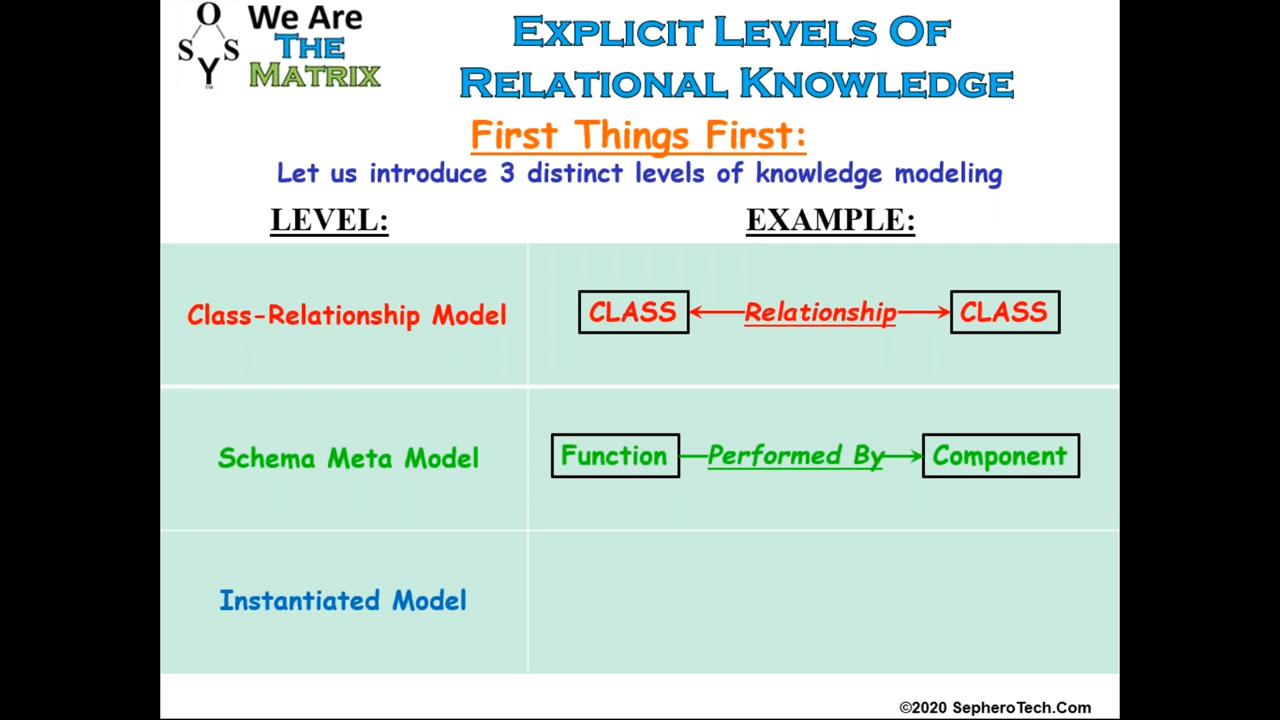 O
S S
Y
TM
We Are
THE
MATRIX
EXPLICIT LEVELS OF
RELATIONAL KNOWLEDGE
First Things First:
Let us introduce 3 distinct levels of knowledge modeling
LEVEL: EXAMPLE:
Class-Relationship Model CLASS Relationship CLASS
Schema Meta Model Function Performed By Component
Instantiated Model
©2020 SepheroTech.Com